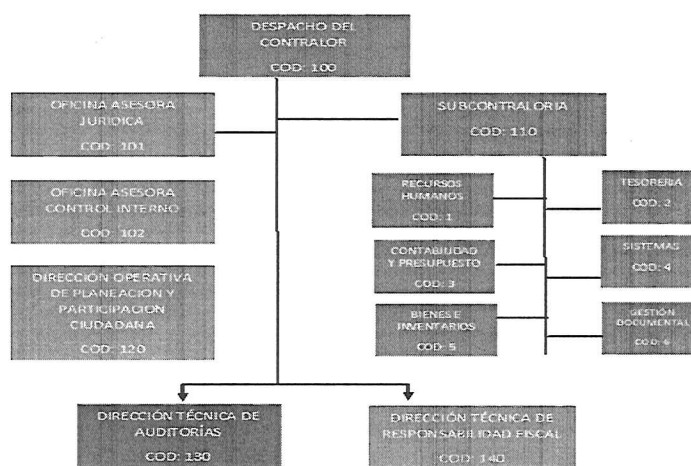 DESPACHO DEL
CONTRALOR
COD: 100
OFICINA ASESORA
JURIDICA
COD: 101
SUBCONTRALORIA
COD: 110
OFICINA ASESORA
CONTROL INTERNO
COD: 102
RECURSOS
HUMANOS
COD: 1
TESORERIA
COD: 2
CONTABILIDAD
Y PRESUPUESTO
COD: 3
SISTEMAS
COD: 4
DIRECCIÓN OPERATIVA
DE PLANEACION Y
PARTICIPACION
CIUDADANA
COD: 120
BIENES E
INVENTARIOS
COD: 5
GESTIÓN
DOCUMENTAL
COD: 6
DIRECCIÓN TÉCNICA DE
AUDITORÍAS
COD: 130
DIRECCIÓN TÉCNICA DE
RESPONSABILIDAD FISCAL
COD: 140